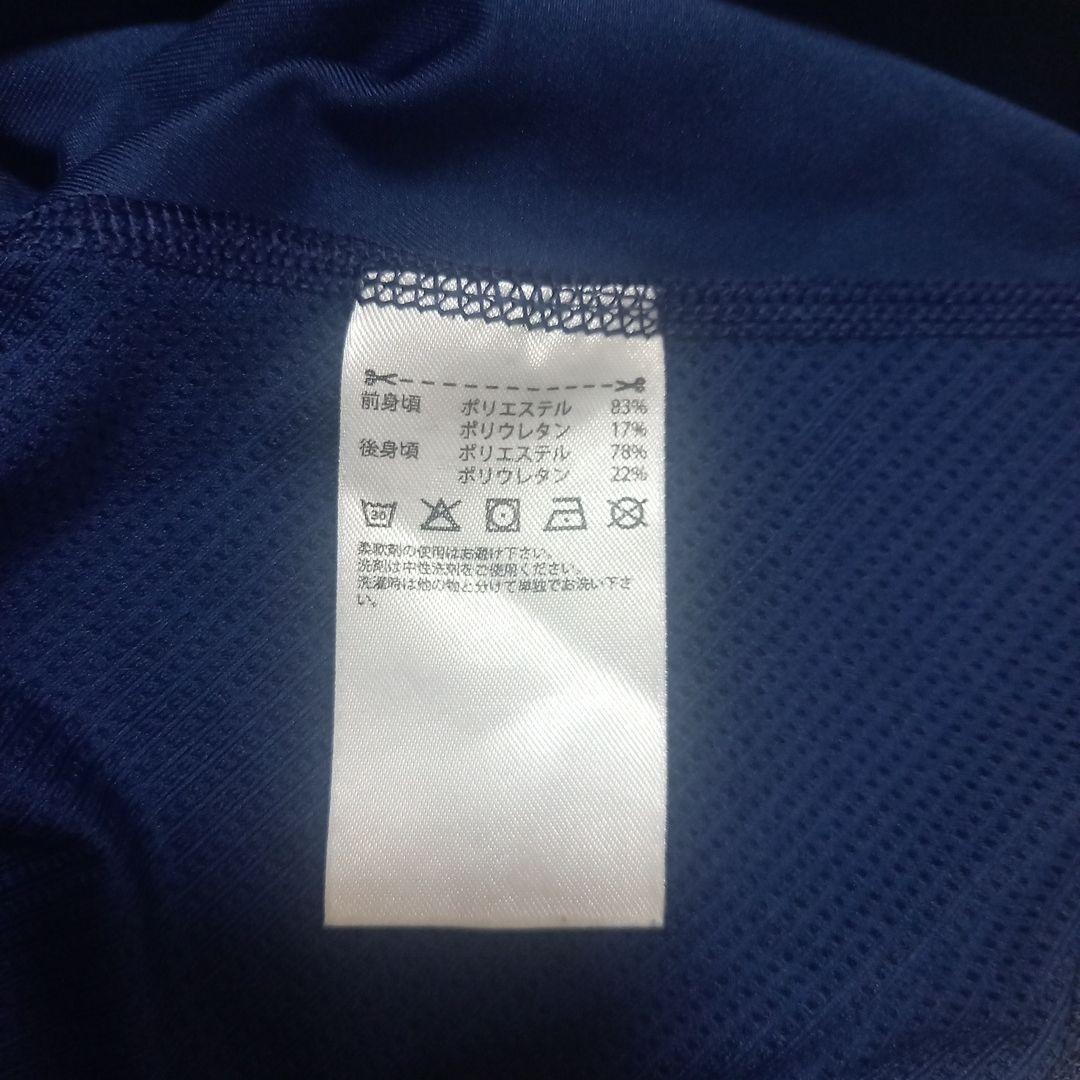 前身頃 ポリエステル 83%
ポリウレタン 17%
後身頃 ポリエステル 78%
ポリウレタン 22%
30
柔軟剤の使用はお避け下さい。
洗剤は中性洗剤をご使用ください。
洗濯時は他の物と分けて単独でお洗い下さ
い。